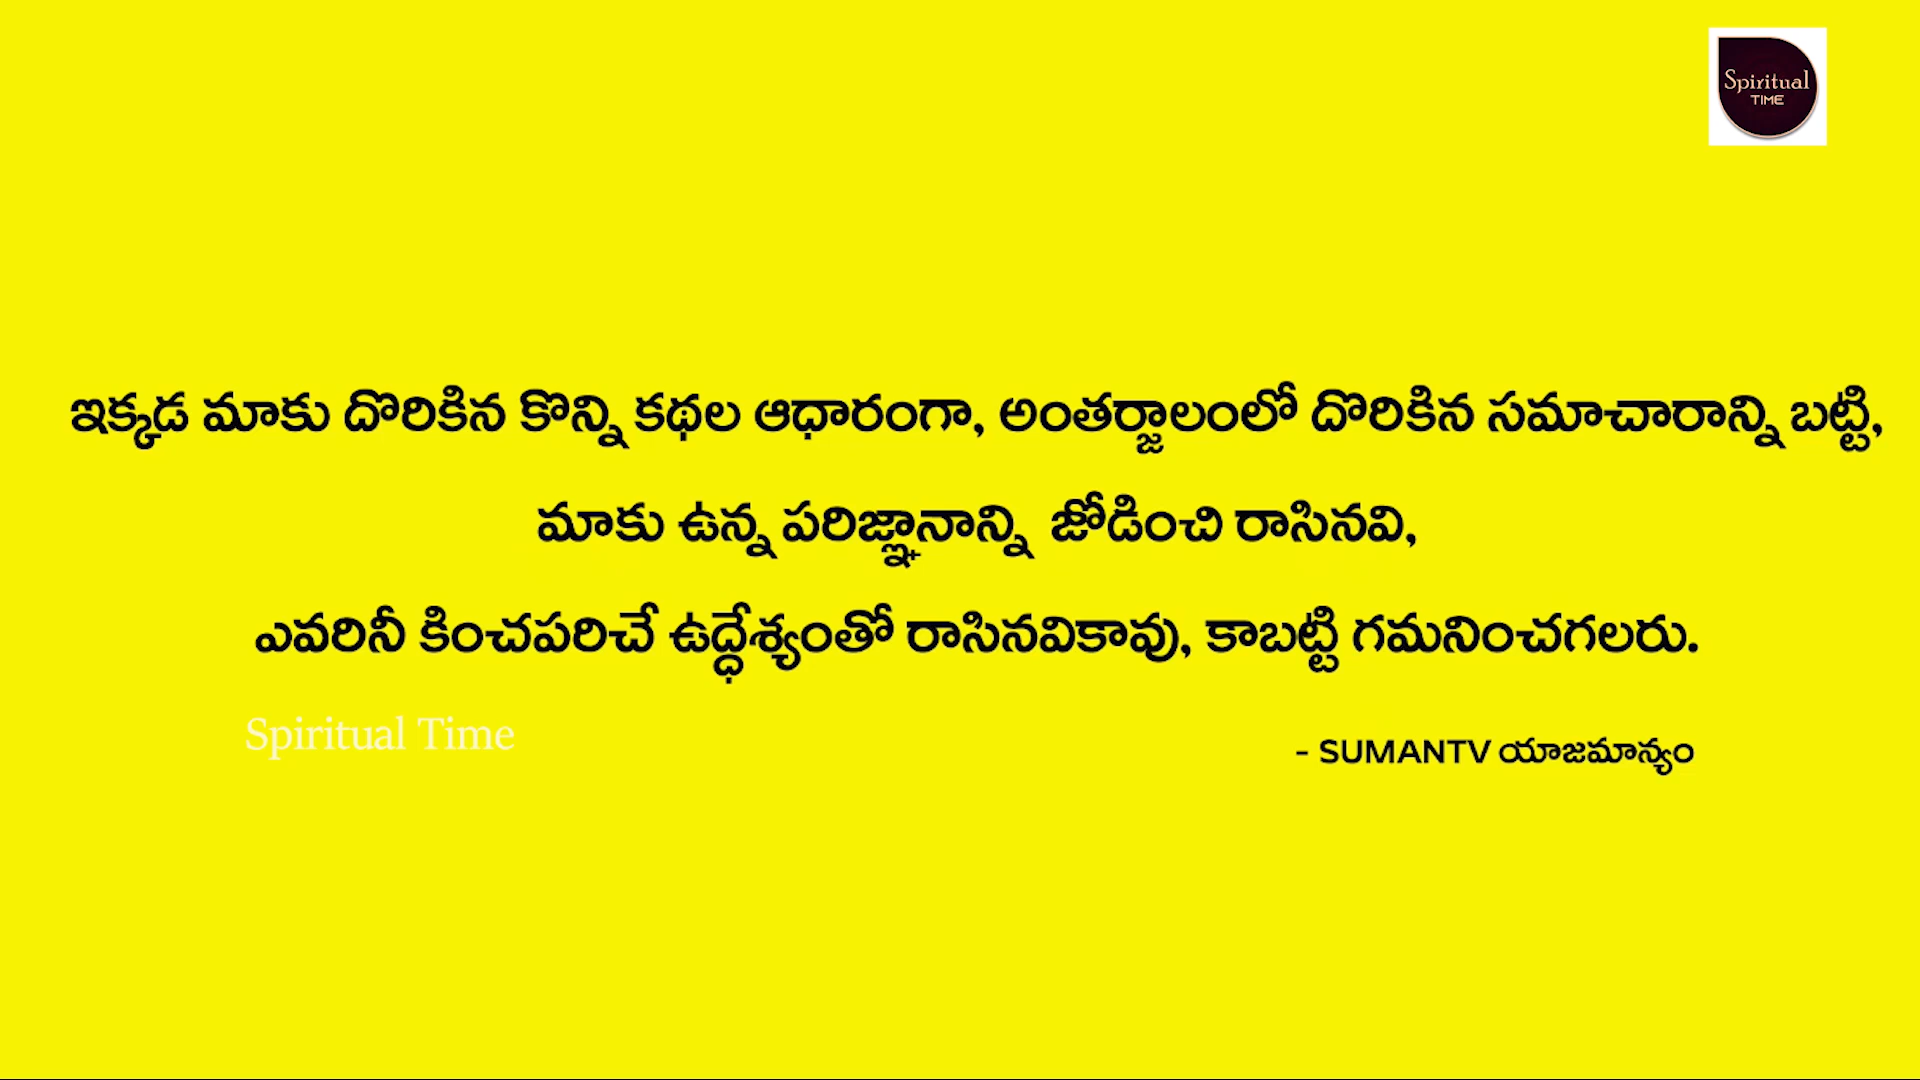 Spiritual
TIME
ఇక్కడ మాకు దొరికిన కొన్ని కథల ఆధారంగా, అంతర్జాలంలో దొరికిన సమాచారాన్ని బట్టి,
మాకు ఉన్న పరిజ్ఞానాన్ని జోడించి రాసినవి,
ఎవరినీ కించపరిచే ఉద్ధేశ్యంతో రాసినవికావు, కాబట్టి గమనించగలరు.
Spiritual Time
- SUMANTV యాజమాన్యం